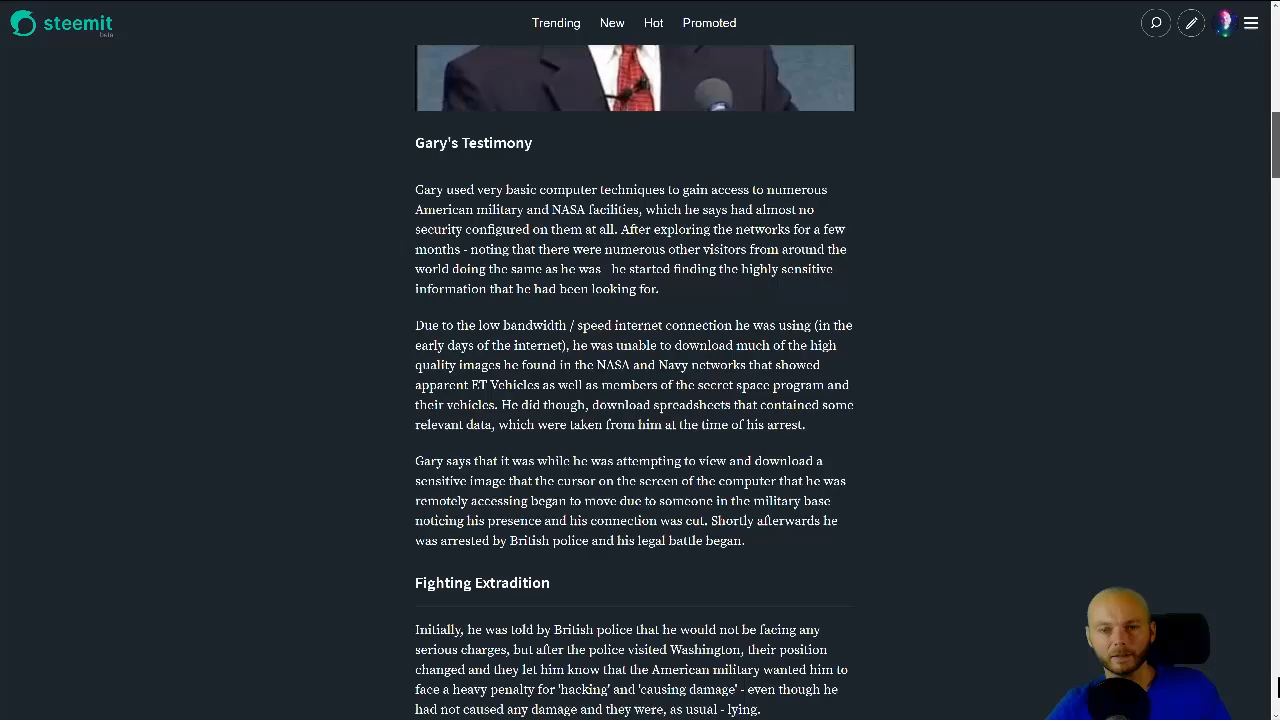 steemit
beta
Trending New Hot Promoted
Gary's Testimony
Gary used very basic computer techniques to gain access to numerous
American military and NASA facilities, which he says had almost no
security configured on them at all. After exploring the networks for a few
months - noting that there were numerous other visitors from around the
world doing the same as he was - he started finding the highly sensitive
information that he had been looking for.
Due to the low bandwidth / speed internet connection he was using (in the
early days of the internet), he was unable to download much of the high
quality images he found in the NASA and Navy networks that showed
apparent ET Vehicles as well as members of the secret space program and
their vehicles. He did though, download spreadsheets that contained some
relevant data, which were taken from him at the time of his arrest.
Gary says that it was while he was attempting to view and download a
sensitive image that the cursor on the screen of the computer that he was
remotely accessing began to move due to someone in the military base
noticing his presence and his connection was cut. Shortly afterwards he
was arrested by British police and his legal battle began.
Fighting Extradition
Initially, he was told by British police that he would not be facing any
serious charges, but after the police visited Washington, their position
changed and they let him know that the American military wanted him to
face a heavy penalty for 'hacking' and 'causing damage' - even though he
had not caused any damage and they were, as usual - lying.